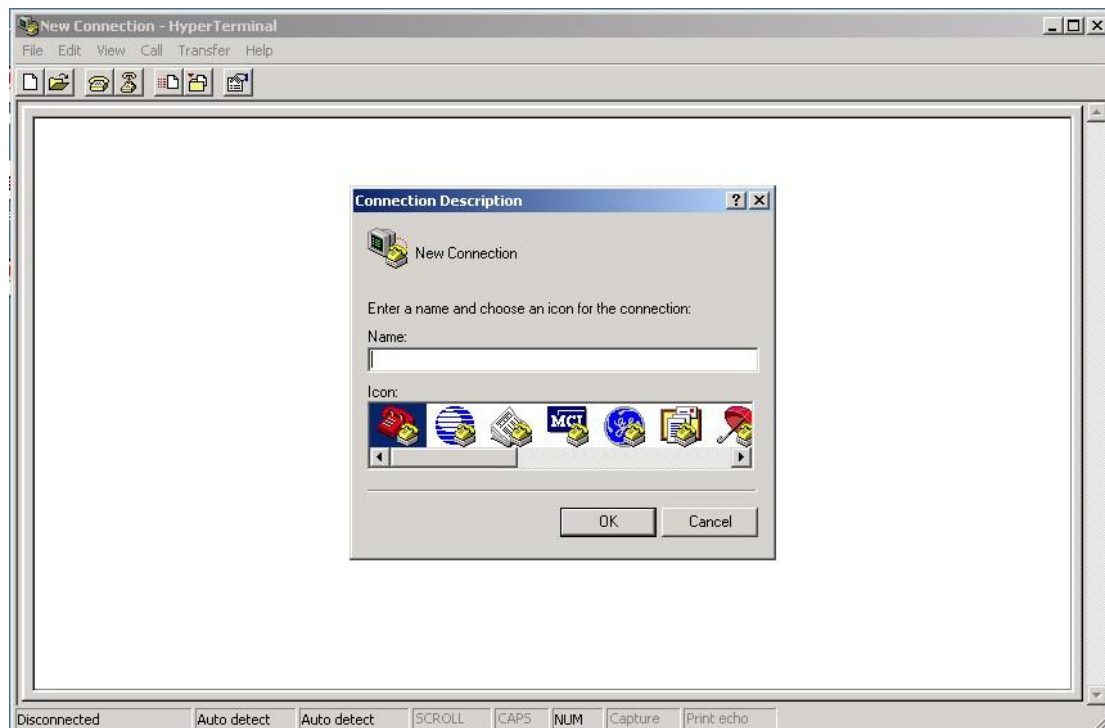 New Connection - HyperTerminal
File Edit View Call Transfer Help
Connection Description
New Connection
Enter a name and choose an icon for the connection:
Name:
Icon:
MCI
OK Cancel
Disconnected Auto detect Auto detect SCROLL CAPS NUM Capture Print echo